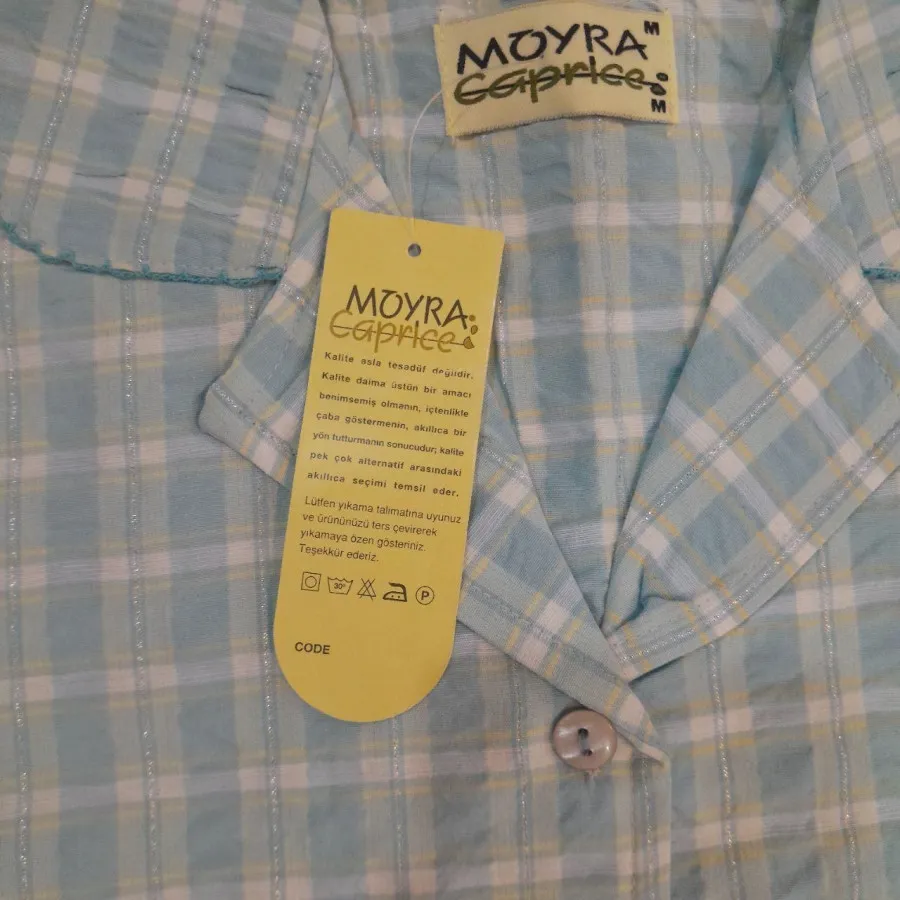 MOYRA M
Caprice M
MOYRA
Caprice
Kalite asla tesadüf değildir.
Kalite daima üstün bir amacı
benimsemiş olmanın, içtenlikle
çaba göstermenin, akıllıca bir
yön tutturmanın sonucudur; kalite
pek çok alternatif arasındaki
akıllıca seçimi temsil eder.
Lütfen yıkama talimatına uyunuz
ve ürününüzü ters çevirerek
yıkamaya özen gösteriniz.
Teşekkür ederiz.
30° P
CODE